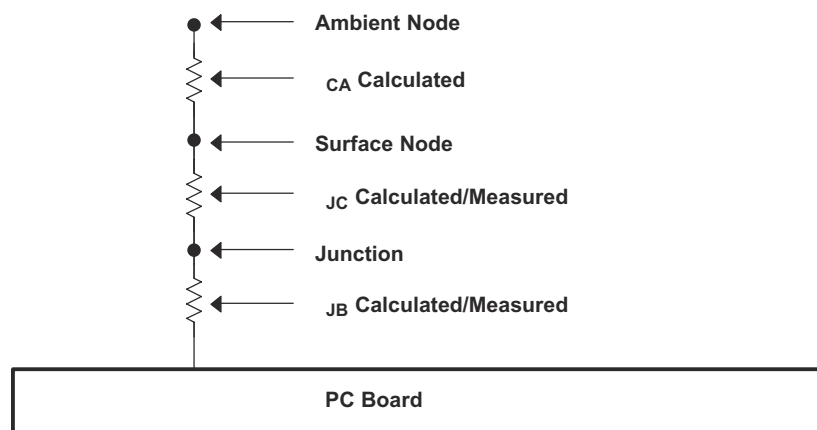 Ambient Node
CA Calculated
Surface Node
JC Calculated/Measured
Junction
JB Calculated/Measured
PC Board